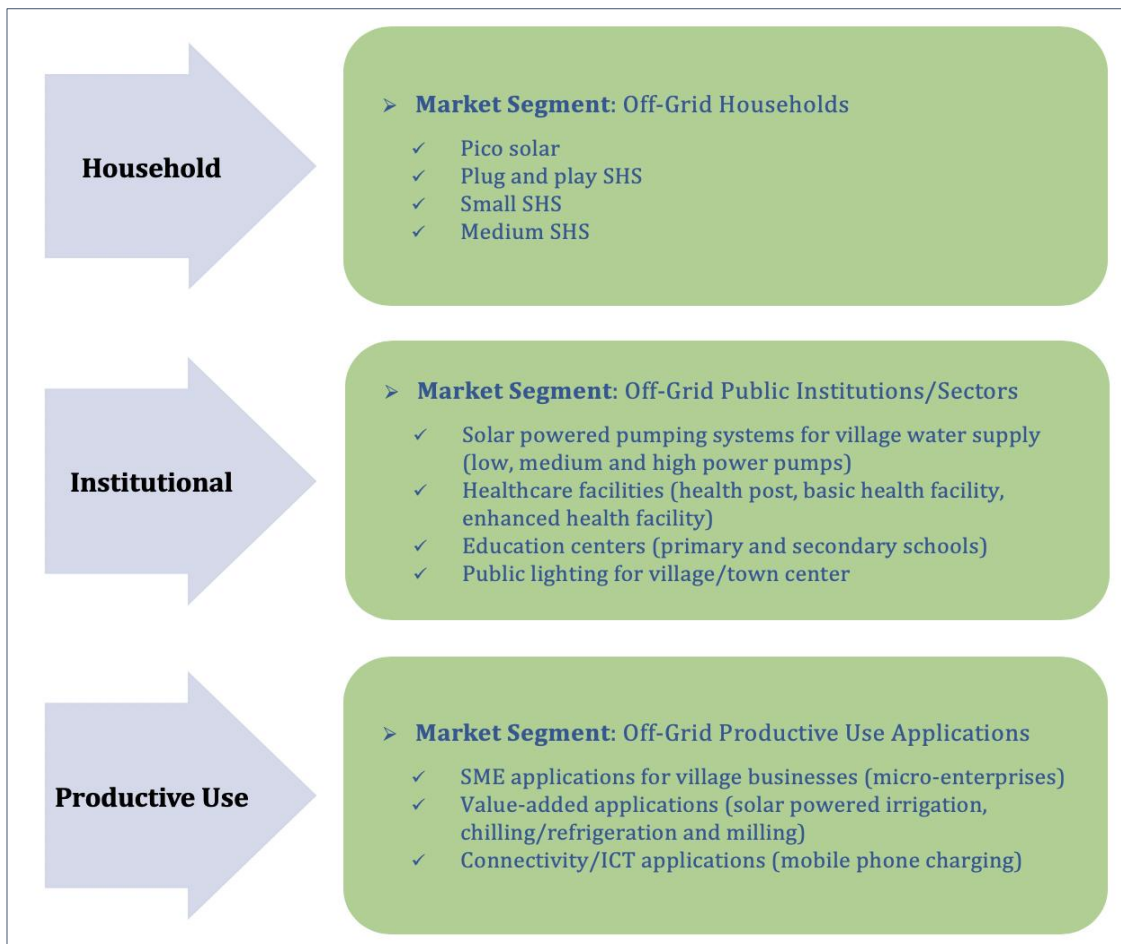 Household
➢ Market Segment: Off-Grid Households
✓ Pico solar
✓ Plug and play SHS
✓ Small SHS
✓ Medium SHS
Institutional
➢ Market Segment: Off-Grid Public Institutions/Sectors
✓ Solar powered pumping systems for village water supply
(low, medium and high power pumps)
✓ Healthcare facilities (health post, basic health facility,
enhanced health facility)
✓ Education centers (primary and secondary schools)
✓ Public lighting for village/town center
Productive Use
➢ Market Segment: Off-Grid Productive Use Applications
✓ SME applications for village businesses (micro-enterprises)
✓ Value-added applications (solar powered irrigation,
chilling/refrigeration and milling)
✓ Connectivity/ICT applications (mobile phone charging)